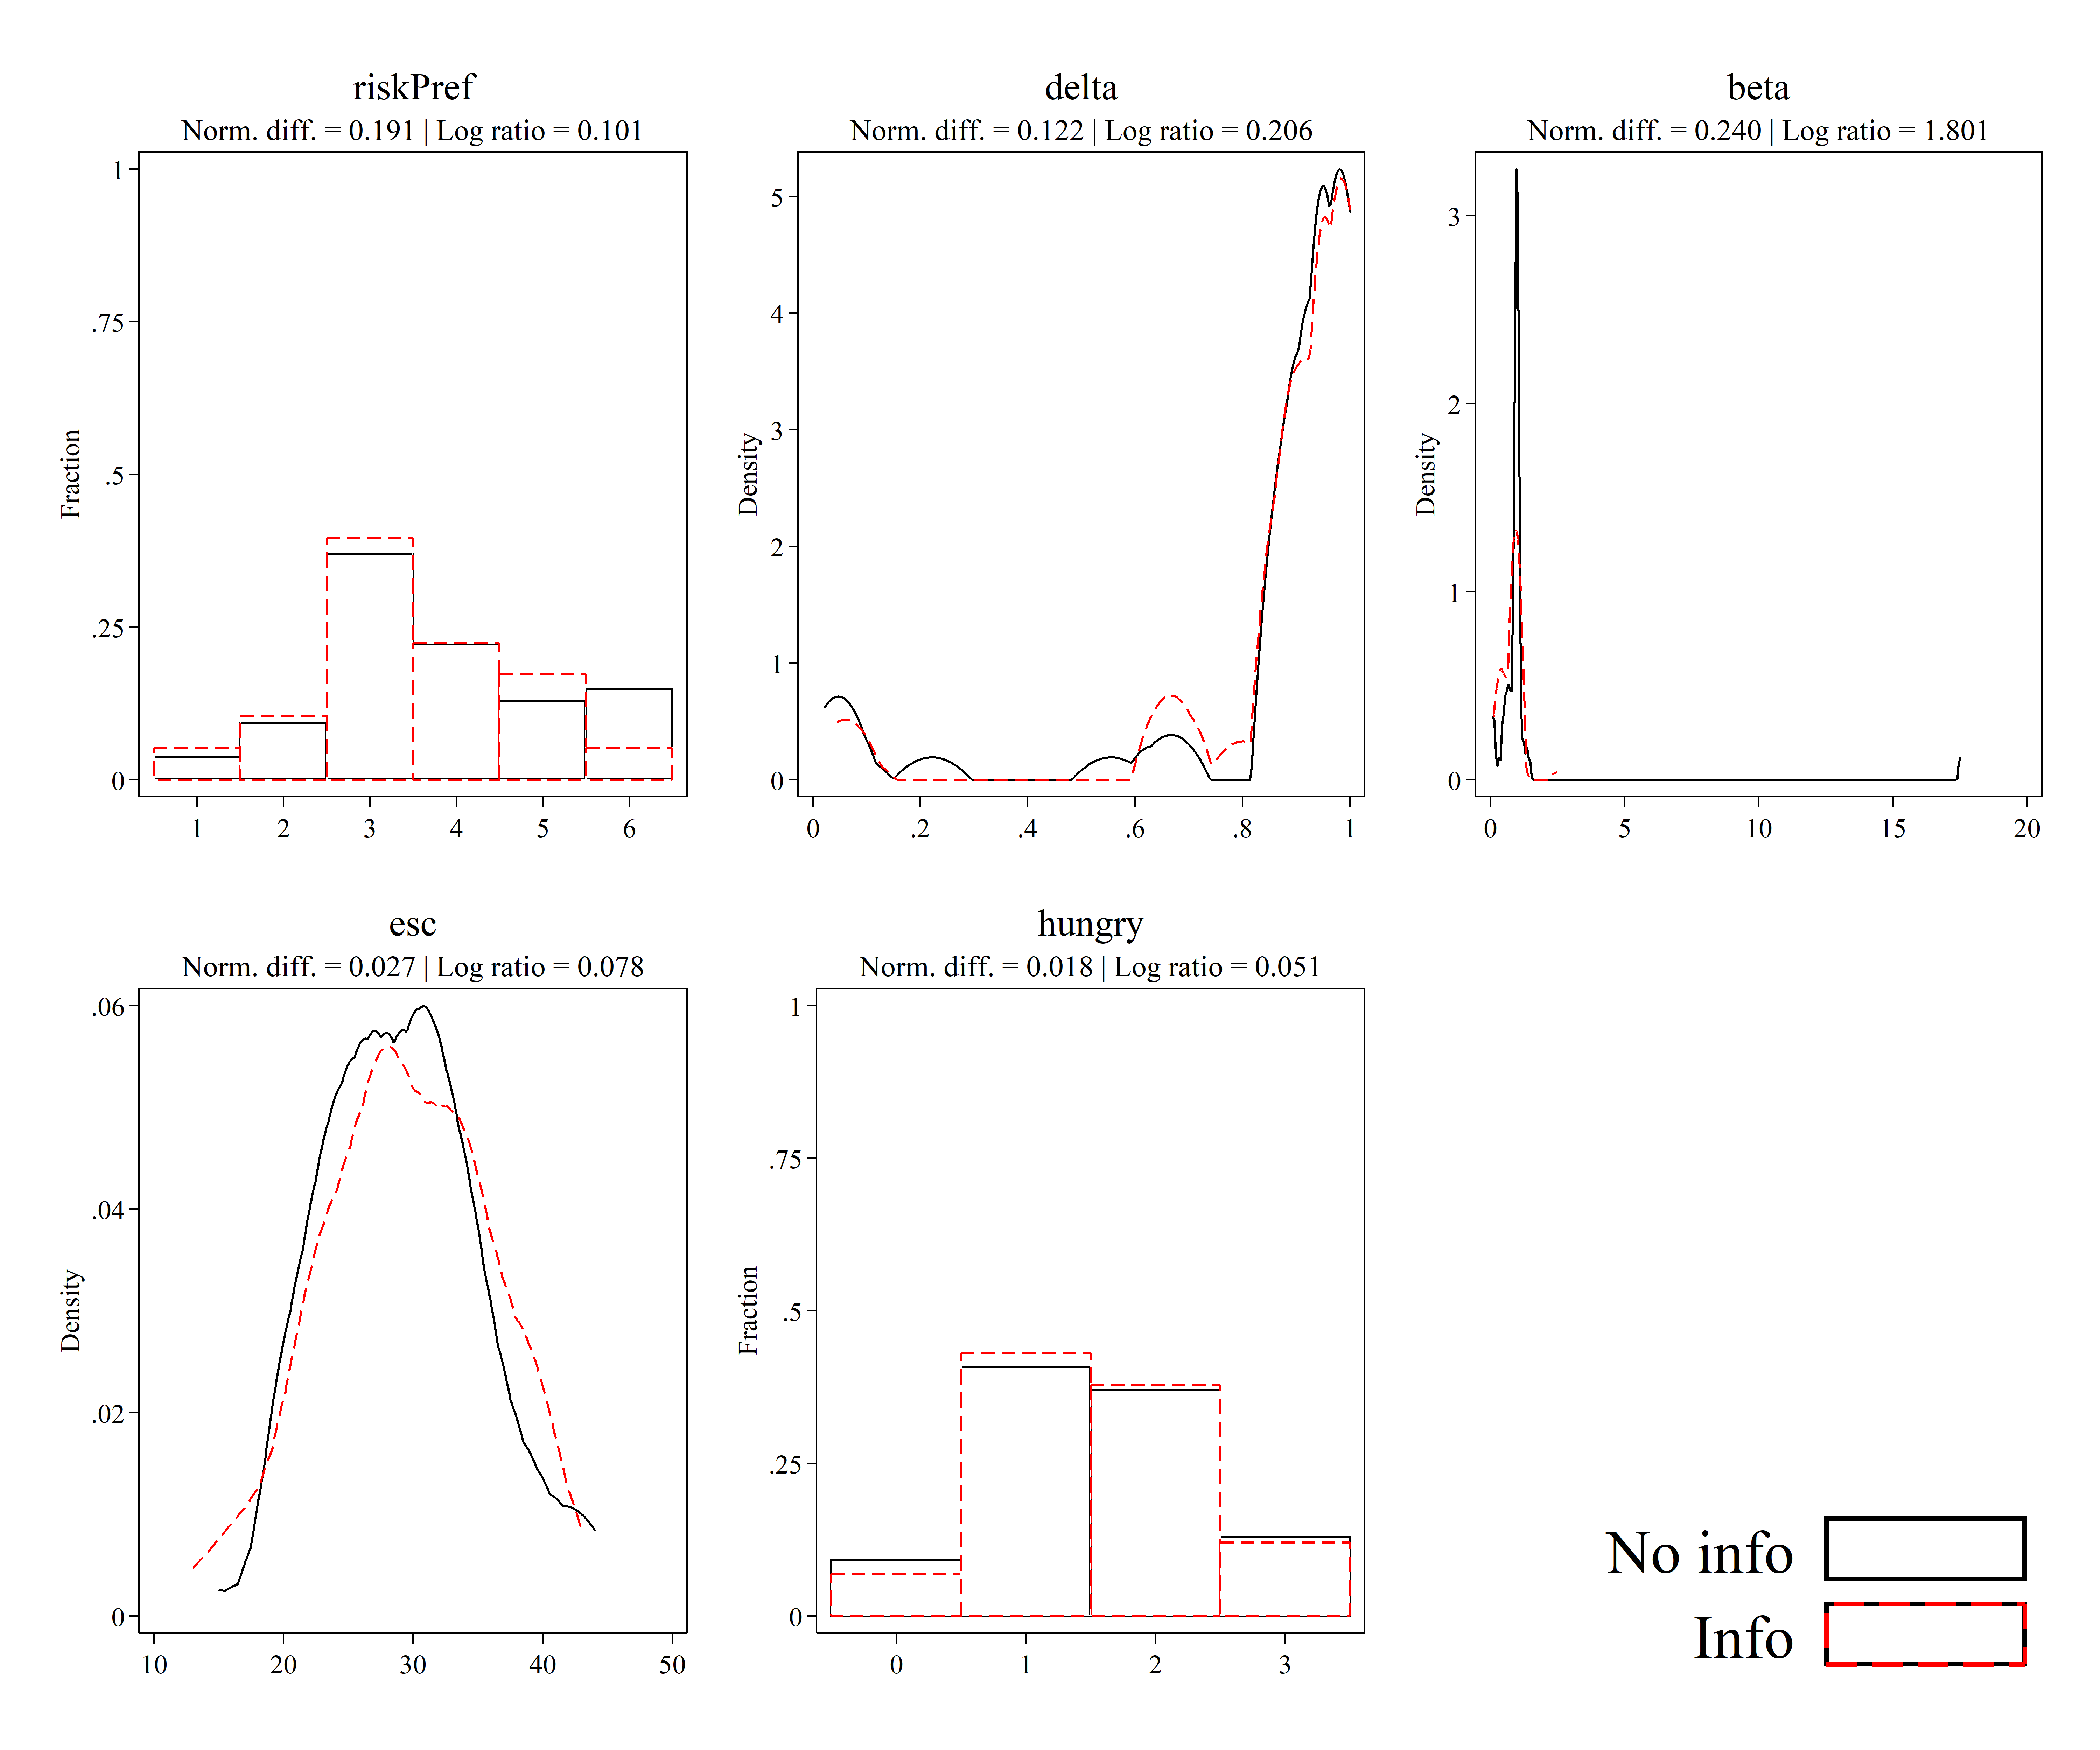 riskPref
Norm. diff. = 0.191 | Log ratio = 0.101
Fraction
1
.75
.5
.25
0
1 2 3 4 5 6
delta
Norm. diff. = 0.122 | Log ratio = 0.206
Density
5
4
3
2
1
0
0 .2 .4 .6 .8 1
beta
Norm. diff. = 0.240 | Log ratio = 1.801
Density
3
2
1
0
0 5 10 15 20
esc
Norm. diff. = 0.027 | Log ratio = 0.078
Density
.06
.04
.02
0
10 20 30 40 50
hungry
Norm. diff. = 0.018 | Log ratio = 0.051
Fraction
1
.75
.5
.25
0
0 1 2 3
No info
Info